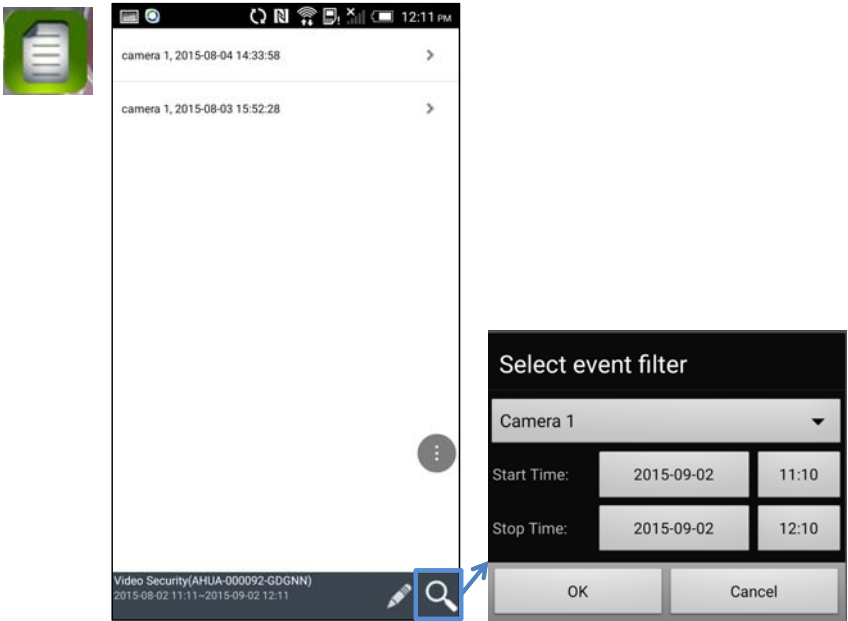 12:11 PM
camera 1, 2015-08-04 14:33:58
camera 1, 2015-08-03 15:52:28
Video Security(AHUA-000092-GDGNN)
2015-08-02 11:11~2015-09-02 12:11
Select event filter
Camera 1
Start Time: 2015-09-02 11:10
Stop Time: 2015-09-02 12:10
OK Cancel